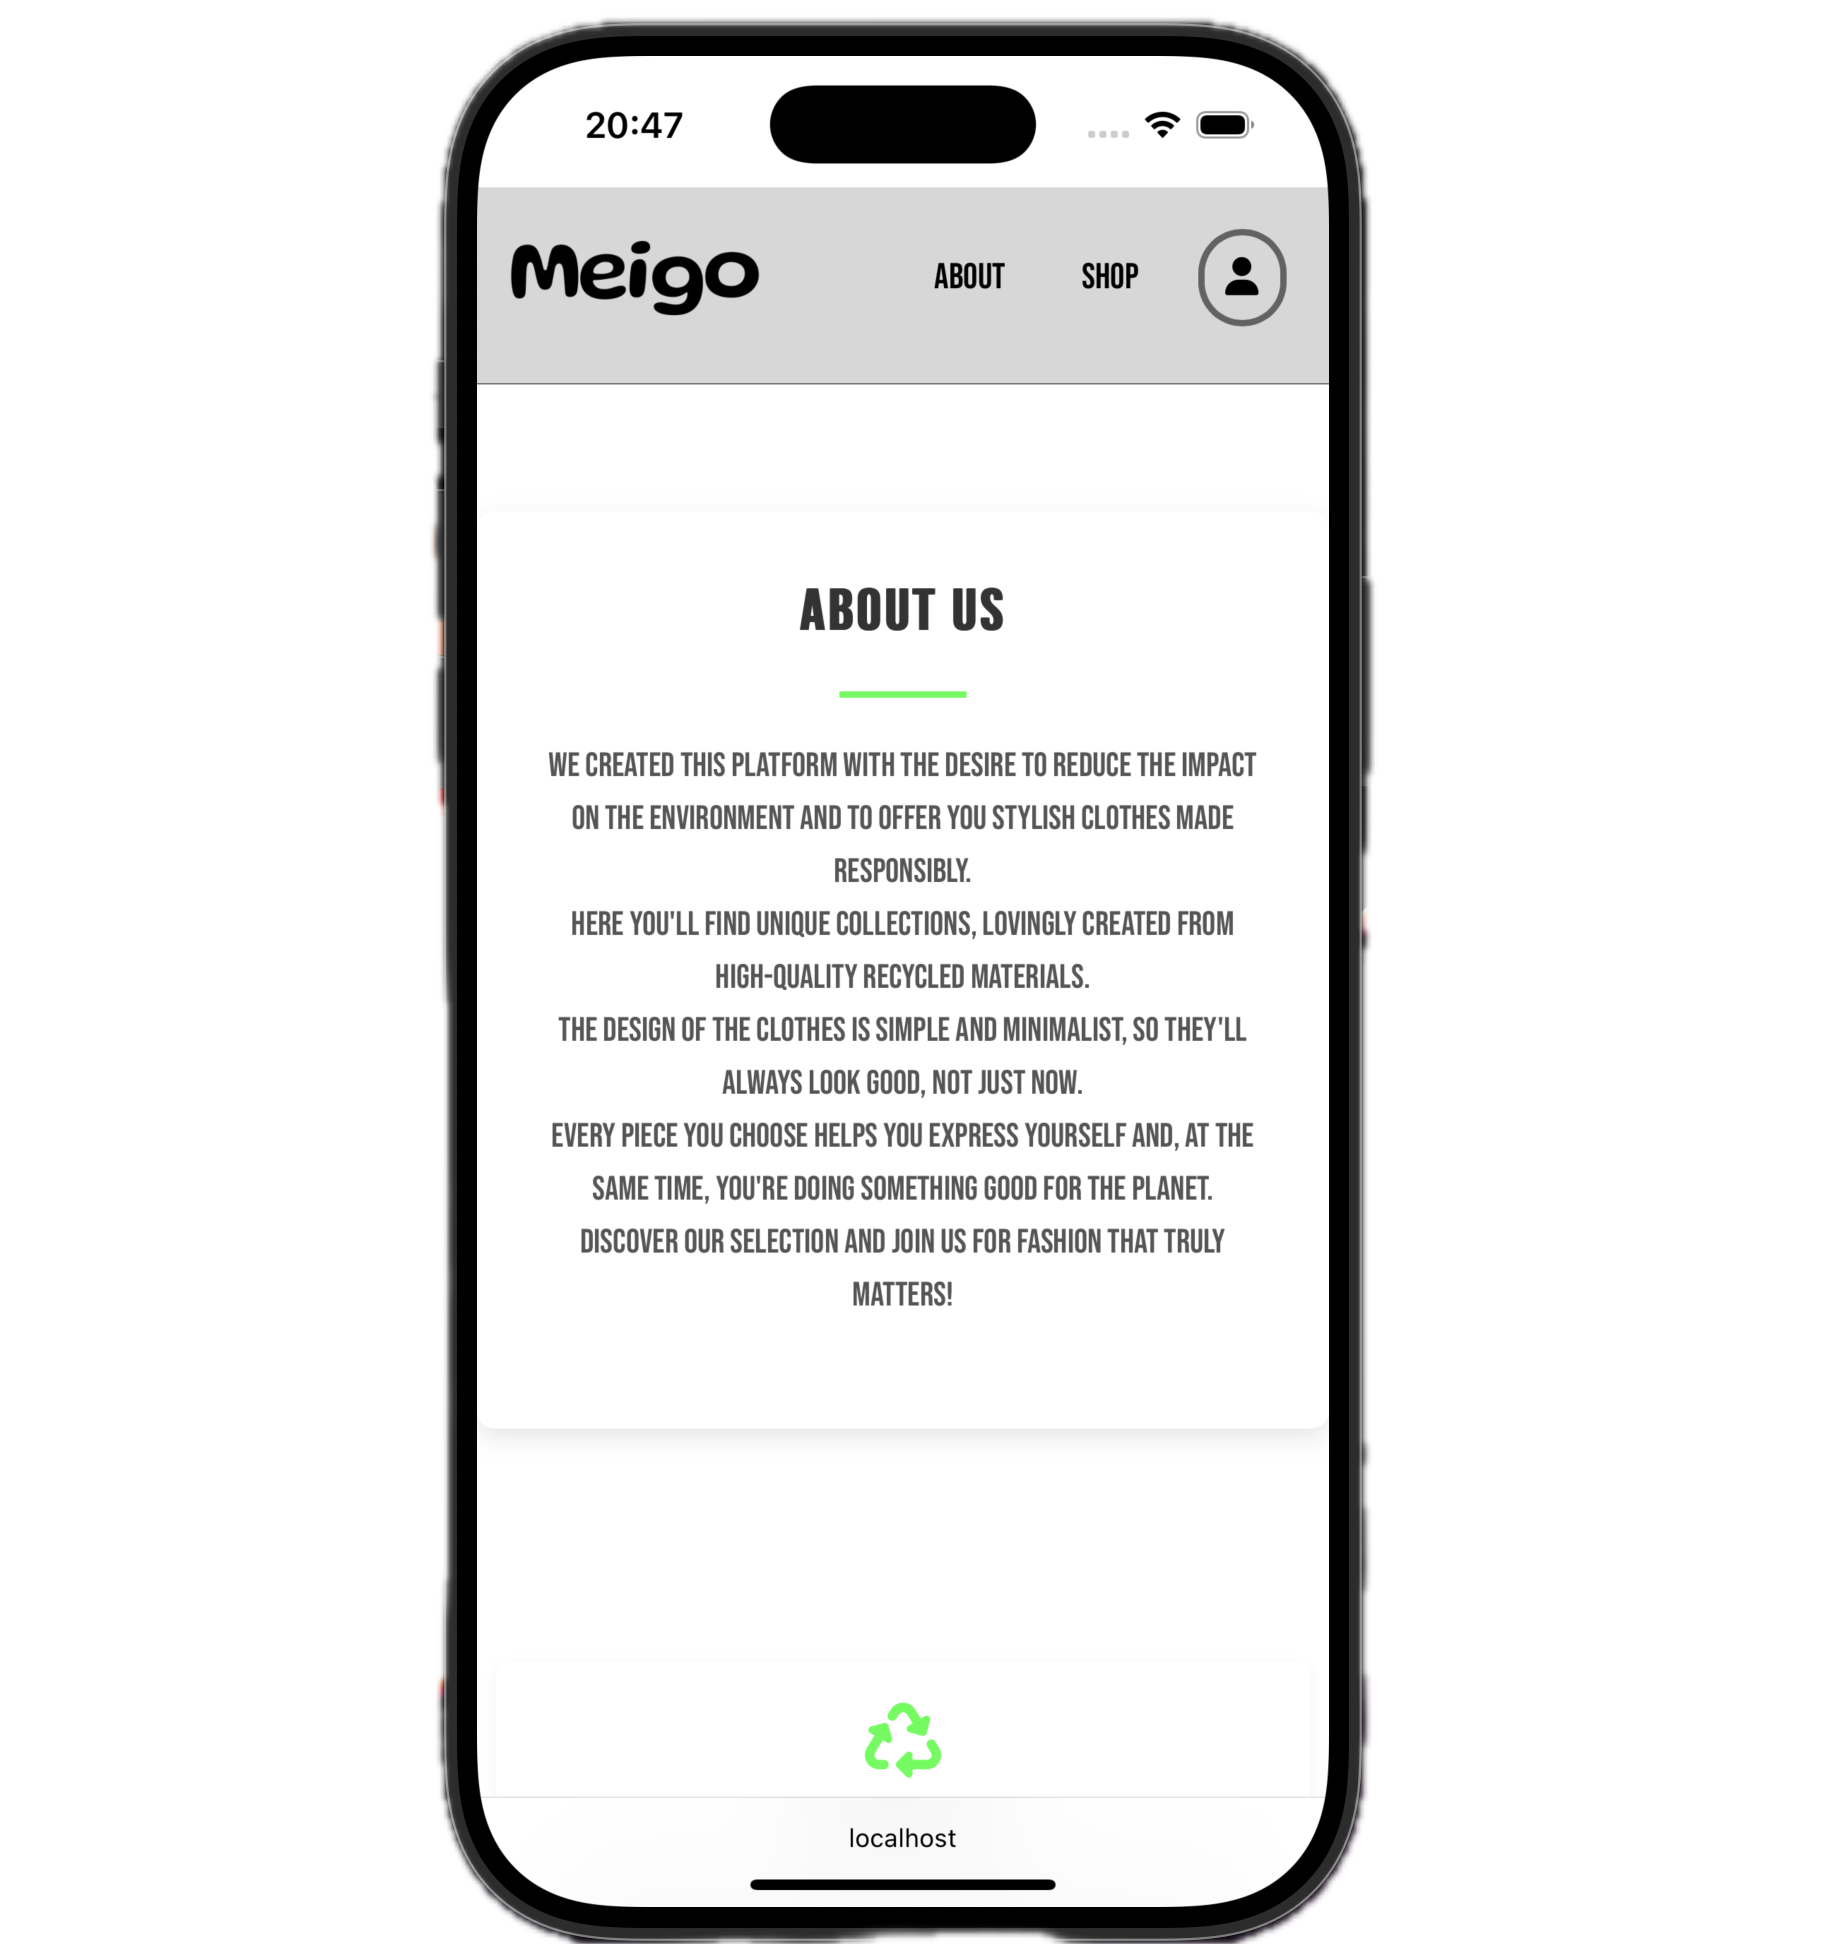 20:47
Meigo ABOUT SHOP
ABOUT US
WE CREATED THIS PLATFORM WITH THE DESIRE TO REDUCE THE IMPACT
ON THE ENVIRONMENT AND TO OFFER YOU STYLISH CLOTHES MADE
RESPONSIBLY.
HERE YOU'LL FIND UNIQUE COLLECTIONS, LOVINGLY CREATED FROM
HIGH-QUALITY RECYCLED MATERIALS.
THE DESIGN OF THE CLOTHES IS SIMPLE AND MINIMALIST, SO THEY'LL
ALWAYS LOOK GOOD, NOT JUST NOW.
EVERY PIECE YOU CHOOSE HELPS YOU EXPRESS YOURSELF AND, AT THE
SAME TIME, YOU'RE DOING SOMETHING GOOD FOR THE PLANET.
DISCOVER OUR SELECTION AND JOIN US FOR FASHION THAT TRULY
MATTERS!
localhost